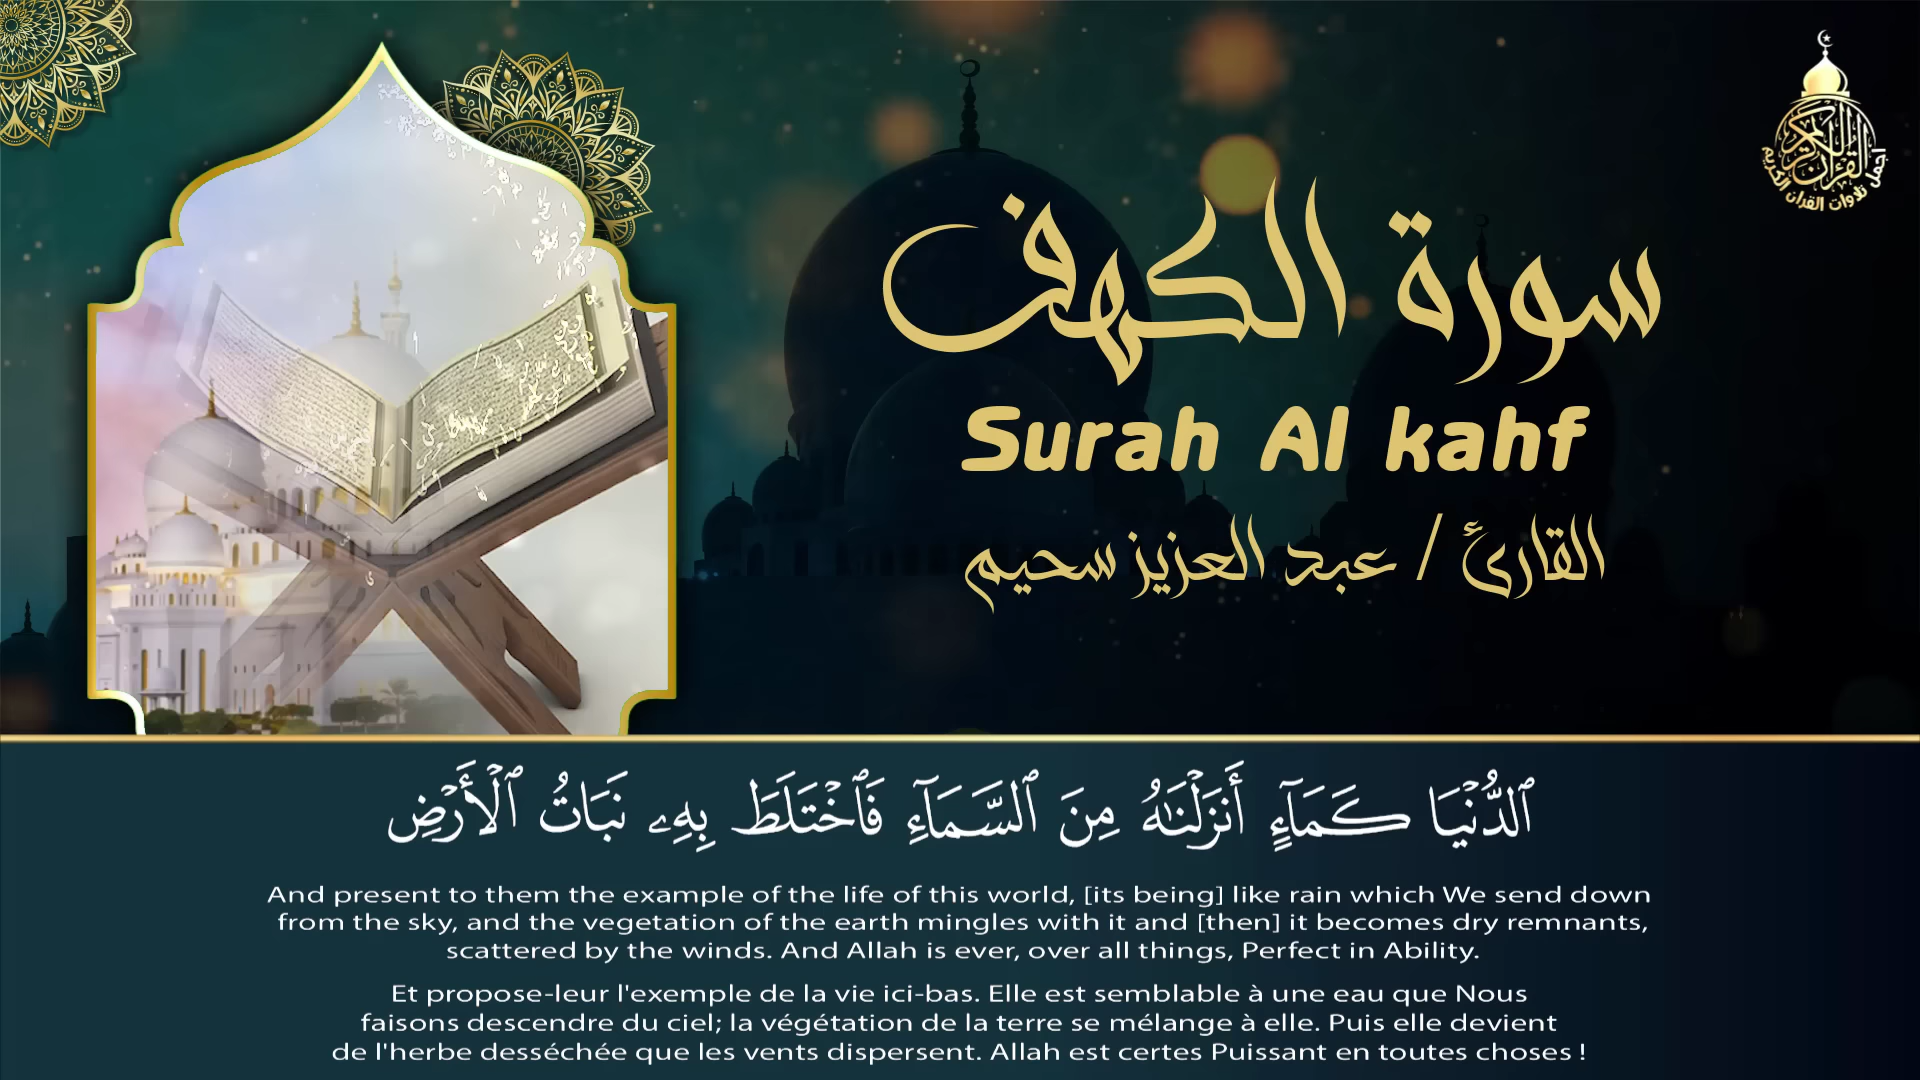 القرآن الكريم
اجمل تلاوات القران الكريم
سورة الكهف
Surah Al kahf
القارئ / عبد العزيز سحيم
ٱلدُّنْيَا كَمَآءٍ أَنزَلْنَٰهُ مِنَ ٱلسَّمَآءِ فَٱخْتَلَطَ بِهِۦ نَبَاتُ ٱلْأَرْضِ
And present to them the example of the life of this world, [its being] like rain which We send down
from the sky, and the vegetation of the earth mingles with it and [then] it becomes dry remnants,
scattered by the winds. And Allah is ever, over all things, Perfect in Ability.
Et propose-leur l'exemple de la vie ici-bas. Elle est semblable à une eau que Nous
faisons descendre du ciel; la végétation de la terre se mélange à elle. Puis elle devient
de l'herbe desséchée que les vents dispersent. Allah est certes Puissant en toutes choses !